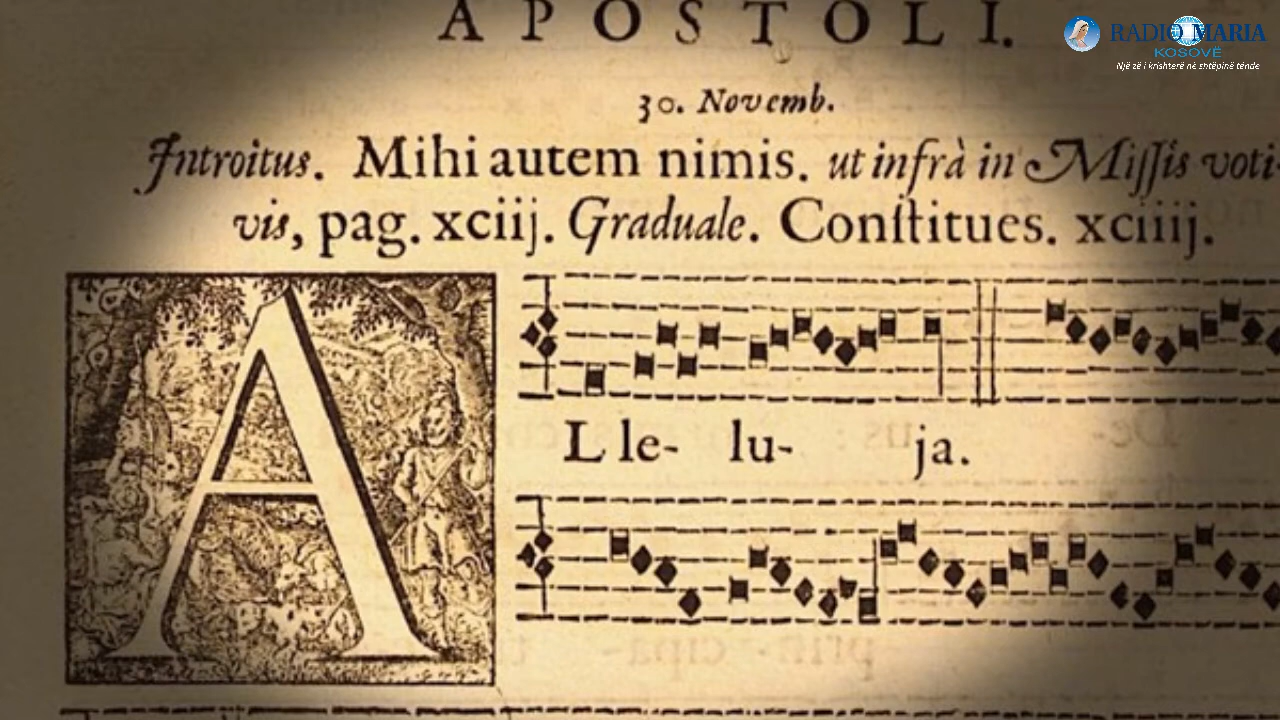 APOSTOLI.
RADIO MARIA
KOSOVË
Një zë i krishterë në shtëpinë tënde
30. Novemb.
Introitus. Mihi autem nimis. ut infrà in Miſſis voti-
vis, pag. xciij. Graduale. Conſtitues. xciiij.
A L le- lu- ja.